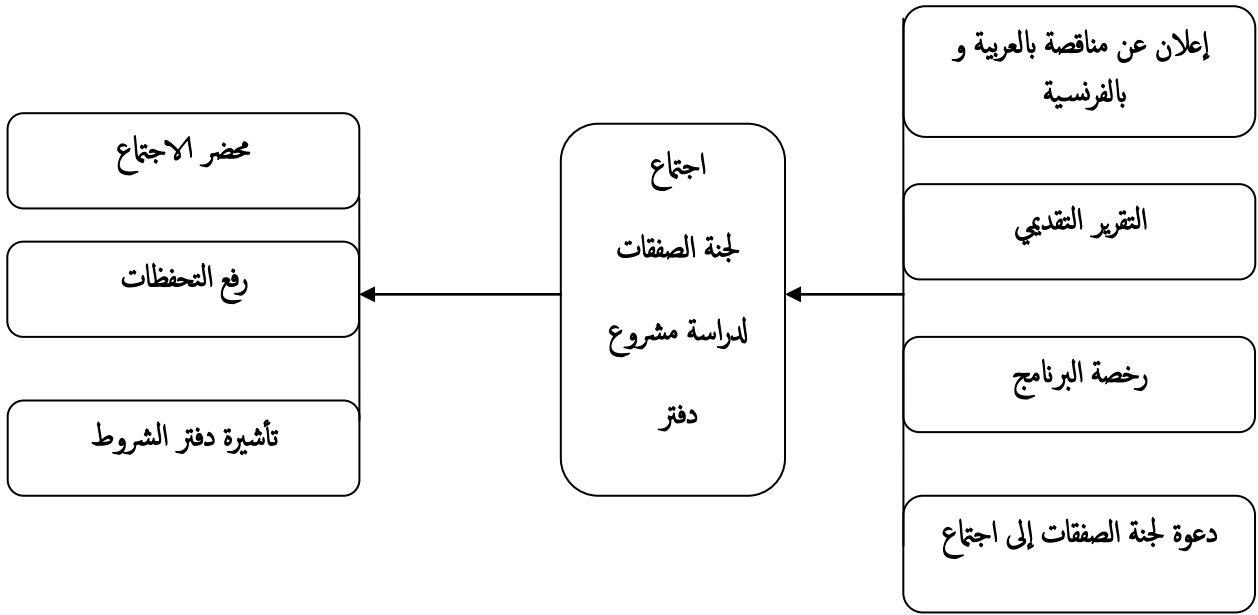 إعلان عن مناقصة بالعربية و
بالفرنسية
التقرير التقديمي
رخصة البرنامج
دعوة لجنة الصفقات إلى اجتماع
اجتماع
لجنة الصفقات
لدراسة مشروع
دفتر
محضر الاجتماع
رفع التحفظات
تأشيرة دفتر الشروط